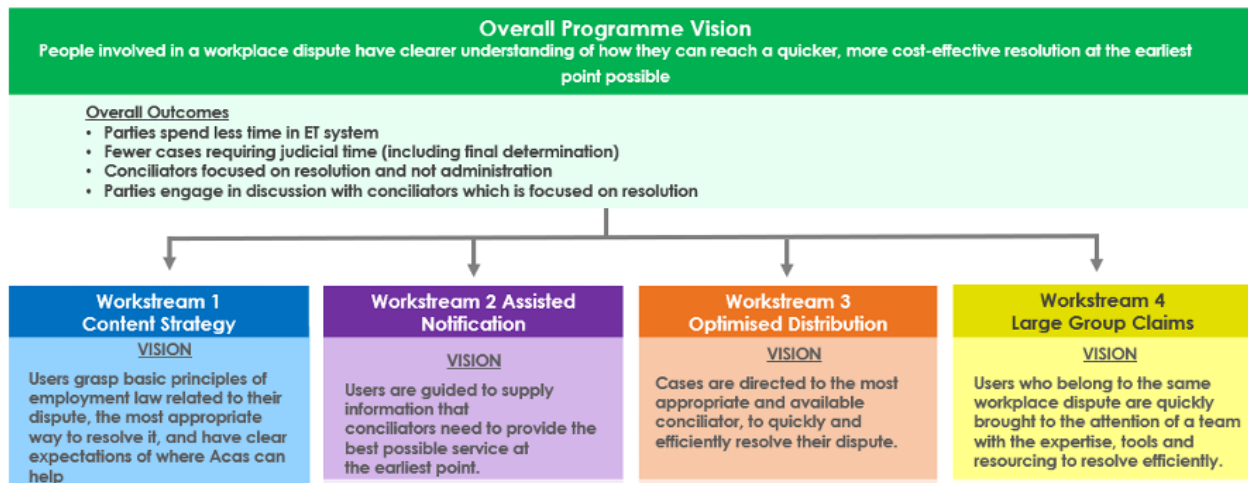 Overall Programme Vision
People involved in a workplace dispute have clearer understanding of how they can reach a quicker, more cost-effective resolution at the earliest
point possible
Overall Outcomes
• Parties spend less time in ET system
• Fewer cases requiring judicial time (including final determination)
• Conciliators focused on resolution and not administration
• Parties engage in discussion with conciliators which is focused on resolution
Workstream 1
Content Strategy
VISION
Users grasp basic principles of
employment law related to their
dispute, the most appropriate
way to resolve it, and have clear
expectations of where Acas can
help
Workstream 2 Assisted
Notification
VISION
Users are guided to supply
information that
conciliators need to provide the
best possible service at
the earliest point.
Workstream 3
Optimised Distribution
VISION
Cases are directed to the most
appropriate and available
conciliator, to quickly and
efficiently resolve their dispute.
Workstream 4
Large Group Claims
VISION
Users who belong to the same
workplace dispute are quickly
brought to the attention of a team
with the expertise, tools and
resourcing to resolve efficiently.